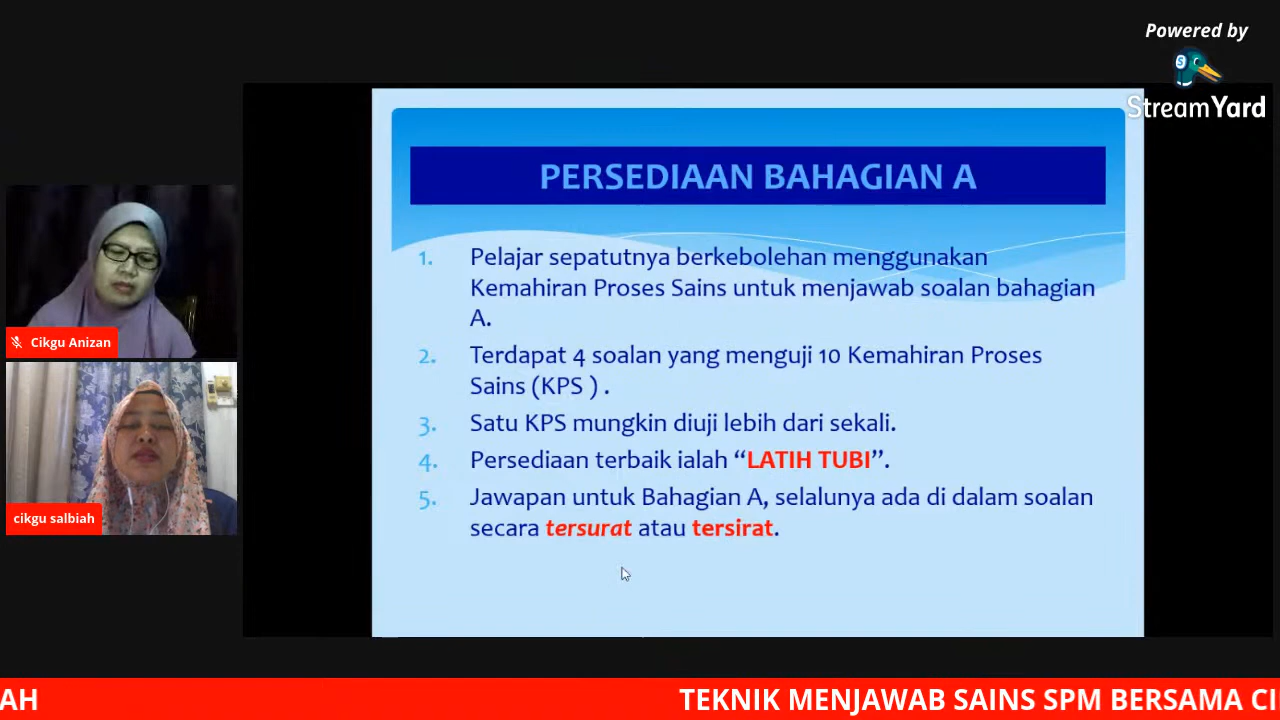 Powered by
StreamYard
PERSEDIAAN BAHAGIAN A
1. Pelajar sepatutnya berkebolehan menggunakan
Kemahiran Proses Sains untuk menjawab soalan bahagian
A.
2. Terdapat 4 soalan yang menguji 10 Kemahiran Proses
Sains (KPS ) .
3. Satu KPS mungkin diuji lebih dari sekali.
4. Persediaan terbaik ialah “LATIH TUBI”.
5. Jawapan untuk Bahagian A, selalunya ada di dalam soalan
secara tersurat atau tersirat.
Cikgu Anizan
cikgu salbiah
AH TEKNIK MENJAWAB SAINS SPM BERSAMA CI